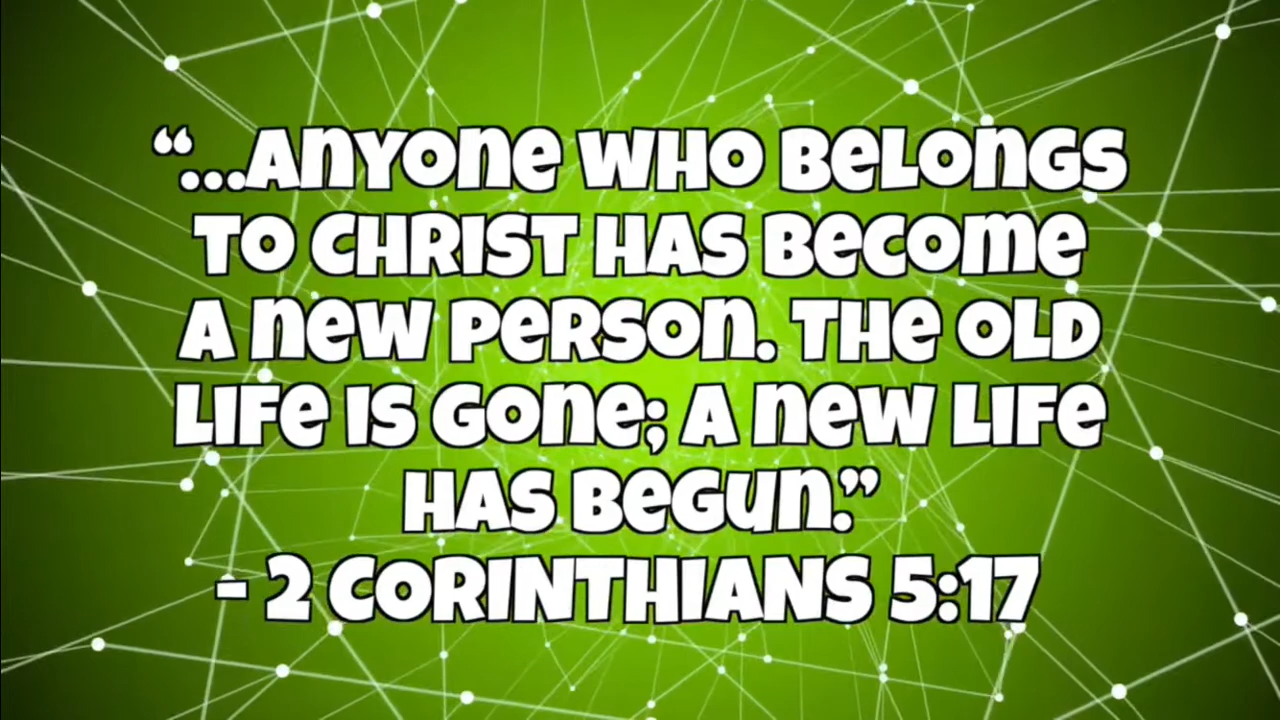 “...Anyone who belongs
to Christ has become
a new person. The old
life is gone; a new life
has begun.”
- 2 Corinthians 5:17